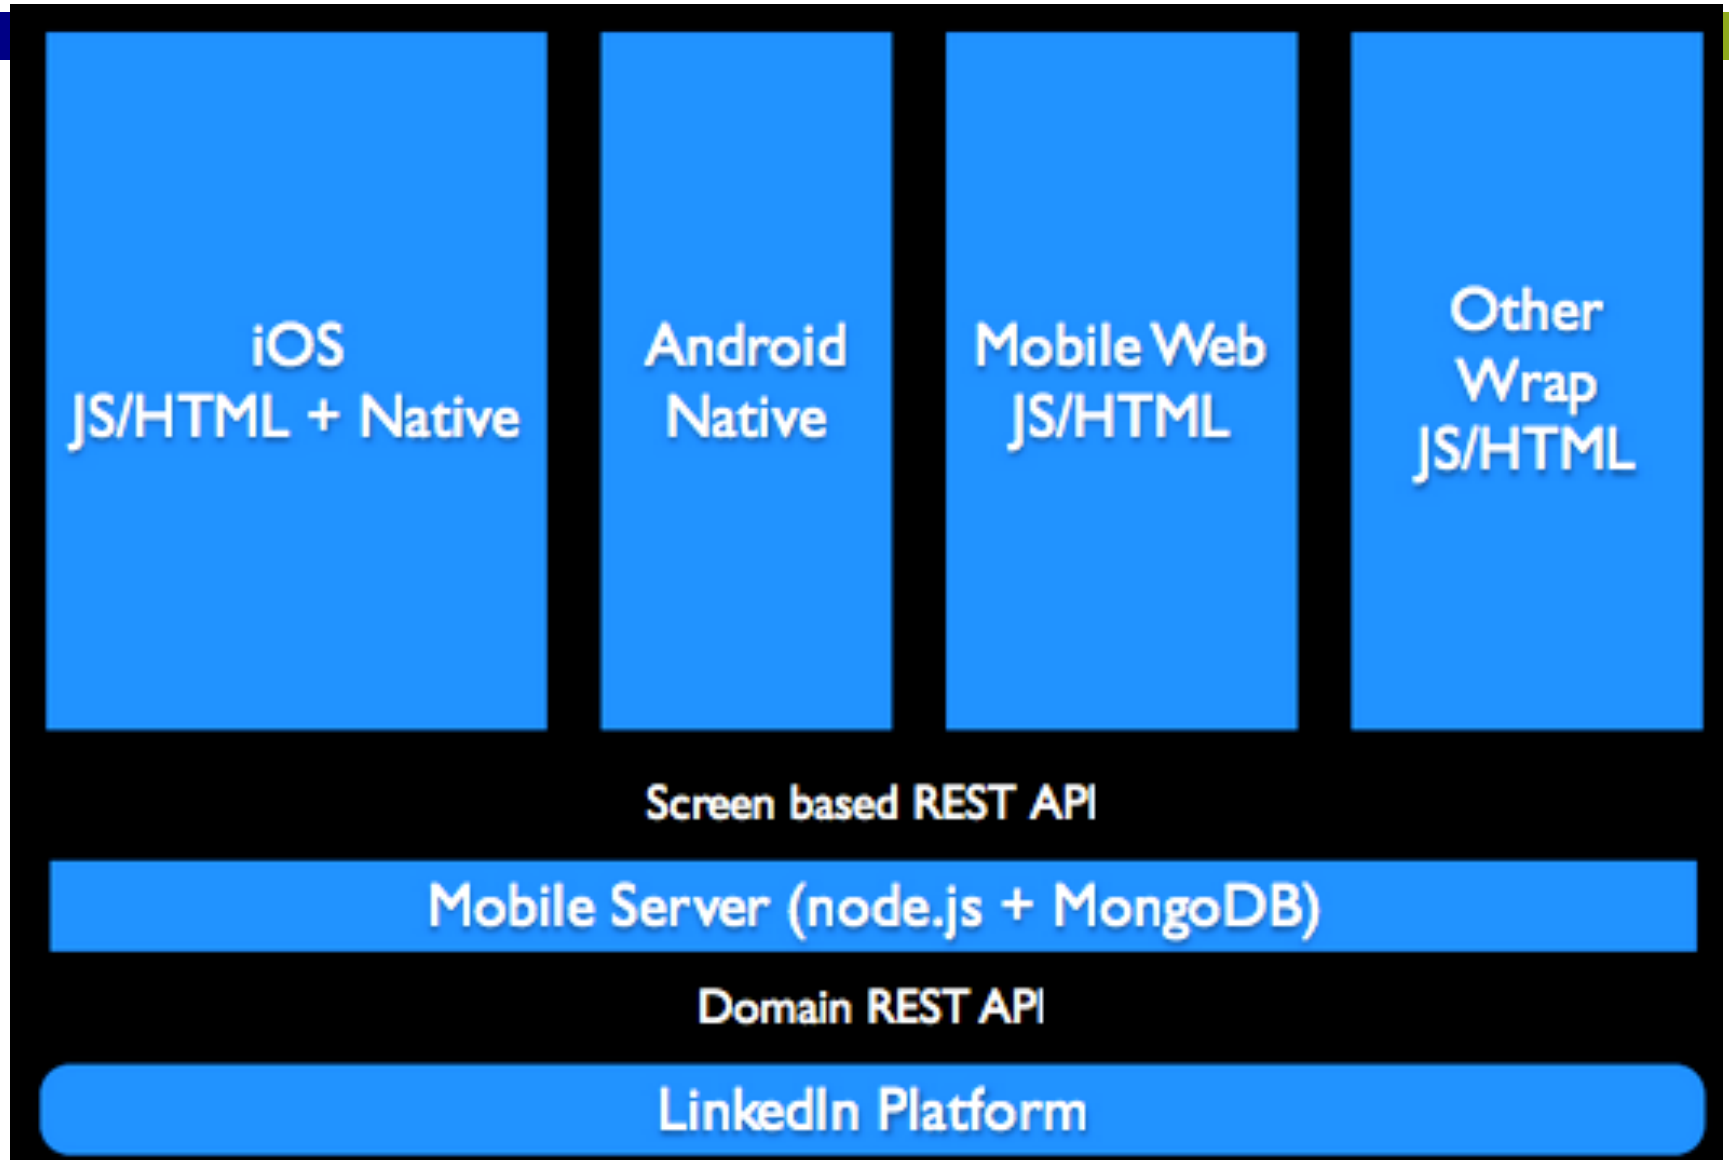 iOS
JS/HTML + Native
Android
Native
Mobile Web
JS/HTML
Other
Wrap
JS/HTML
Screen based REST API
Mobile Server (node.js + MongoDB)
Domain REST API
LinkedIn Platform